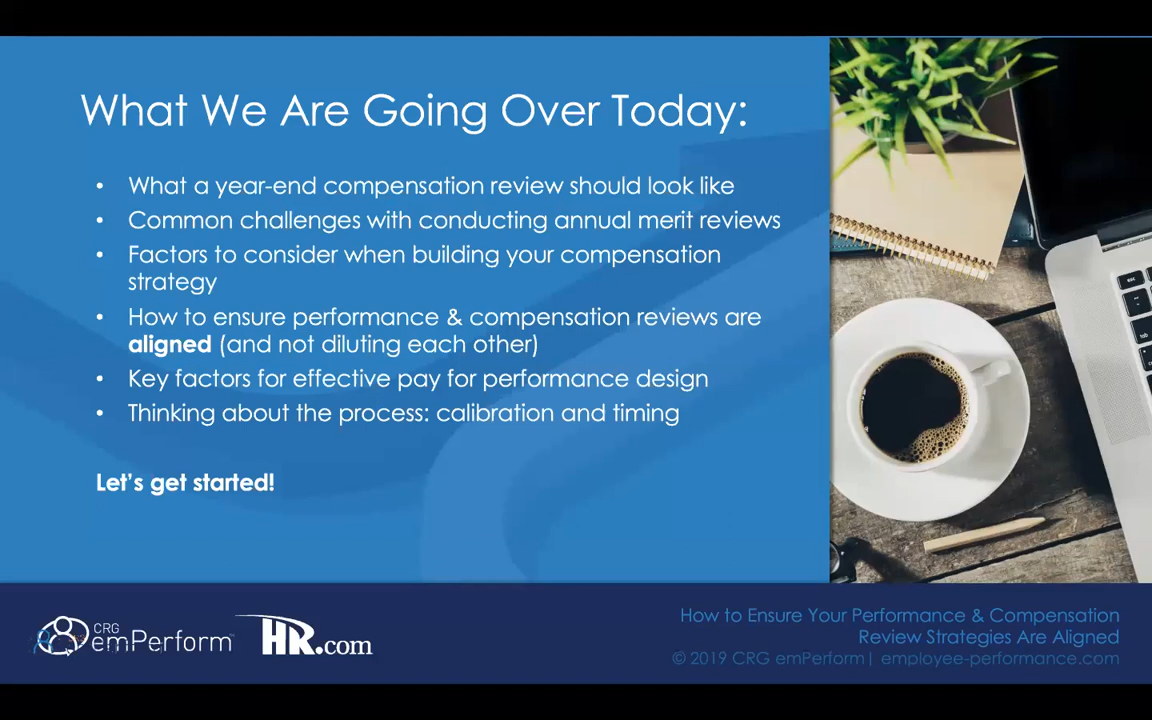 What We Are Going Over Today:
• What a year-end compensation review should look like
• Common challenges with conducting annual merit reviews
• Factors to consider when building your compensation
strategy
• How to ensure performance & compensation reviews are
aligned (and not diluting each other)
• Key factors for effective pay for performance design
• Thinking about the process: calibration and timing
Let's get started!
CRG
emPerform™
HR.com
How to Ensure Your Performance & Compensation
Review Strategies Are Aligned
© 2019 CRG emPerform| employee-performance.com